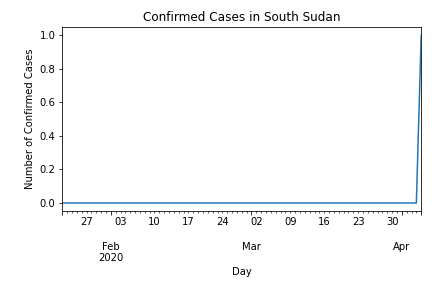 Confirmed Cases in South Sudan
Number of Confirmed Cases
1.0
0.8
0.6
0.4
0.2
0.0
27 03 10 17 24 02 09 16 23 30
Feb Mar Apr
2020
Day